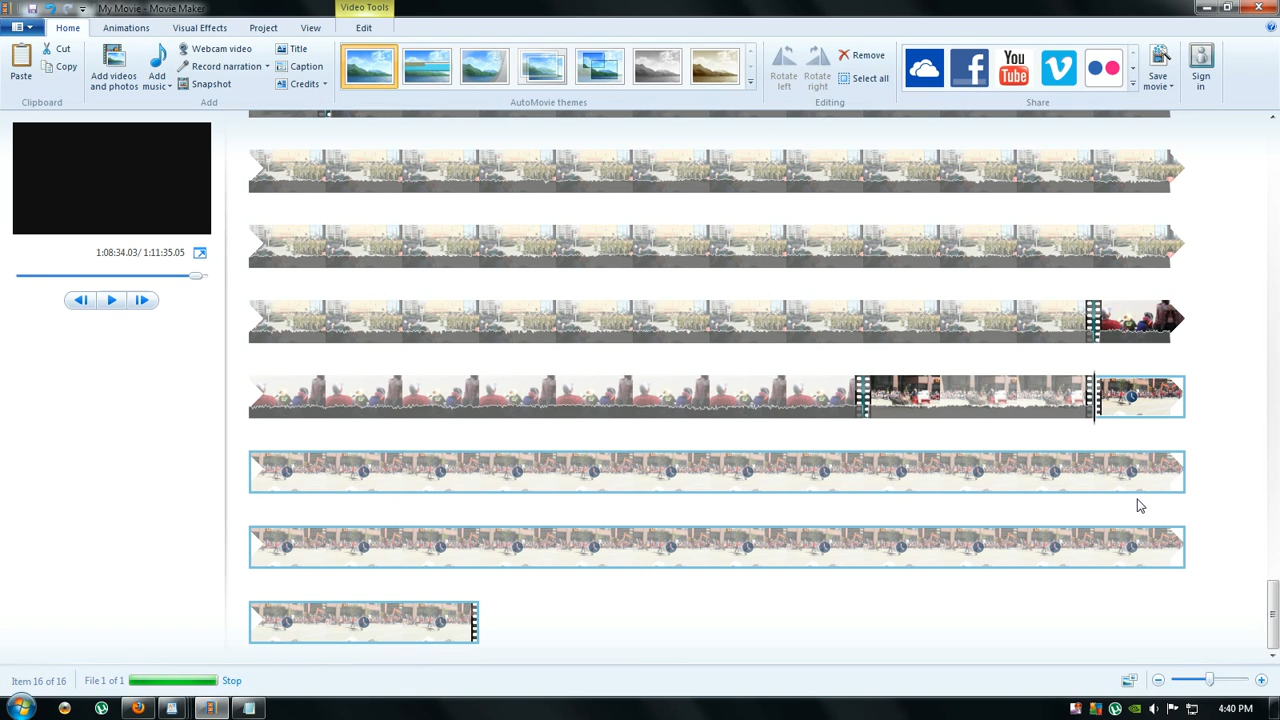 My Movie - Movie Maker
Video Tools
Home
Animations
Visual Effects
Project
View
Edit
Paste
Cut
Copy
Clipboard
Add videos
and photos
Add
music
Webcam video
Record narration
Snapshot
Title
Caption
Credits
Add
AutoMovie themes
Rotate
left
Rotate
right
Remove
Select all
Editing
You
Tube
Share
Save
movie
Sign
in
1:08:34.03/ 1:11:35.05
Item 16 of 16
File 1 of 1
Stop
4:40 PM